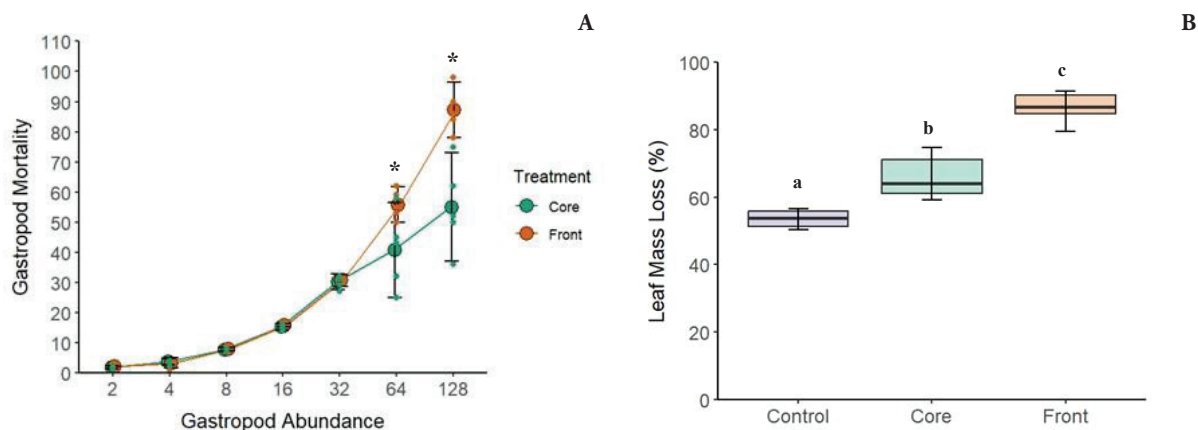 A
Gastropod Mortality
110
100
90
80
70
60
50
40
30
20
10
0
*
*
2 4 8 16 32 64 128
Gastropod Abundance
Treatment
Core
Front
B
Leaf Mass Loss (%)
100
80
60
40
20
0
a
b
c
Control Core Front